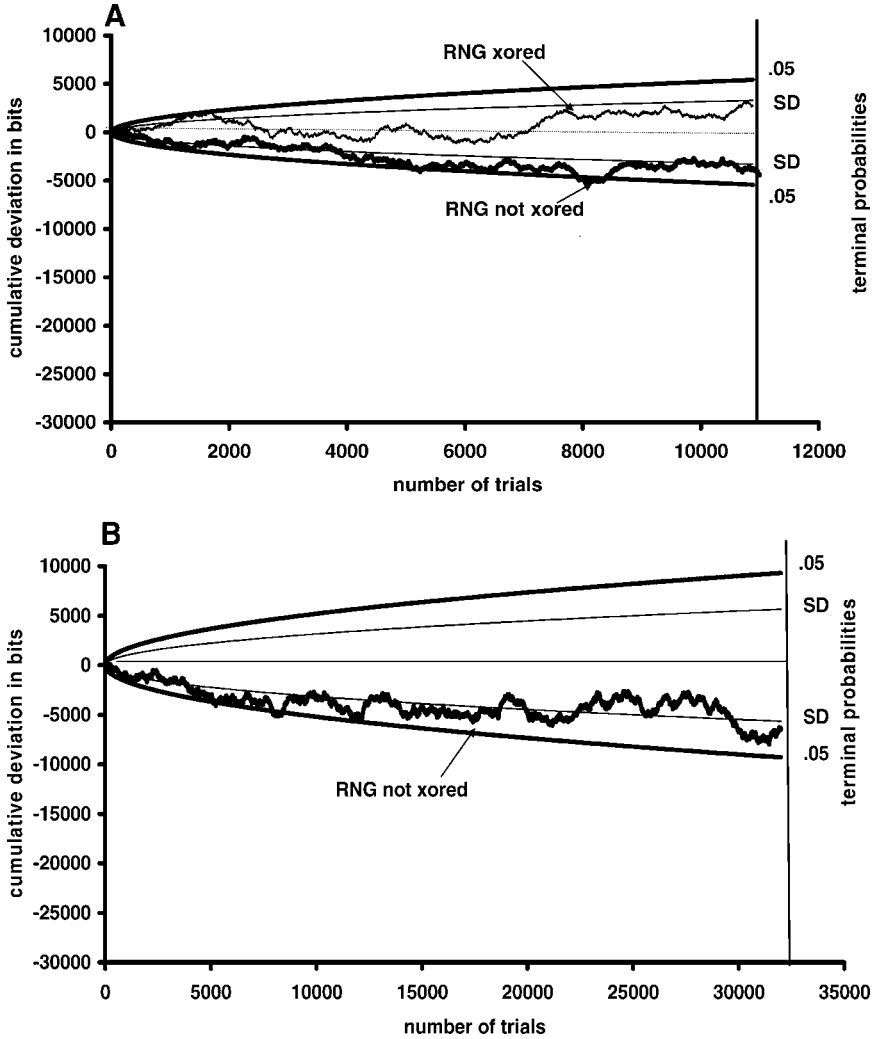 A
10000
5000
0
-5000
-10000
-15000
-20000
-25000
-30000
cumulative deviation in bits
RNG xored
RNG not xored
.05
SD
SD
.05
terminal probabilities
0 2000 4000 6000 8000 10000 12000
number of trials
B
10000
5000
0
-5000
-10000
-15000
-20000
-25000
-30000
cumulative deviation in bits
RNG not xored
.05
SD
SD
.05
terminal probabilities
0 5000 10000 15000 20000 25000 30000 35000
number of trials